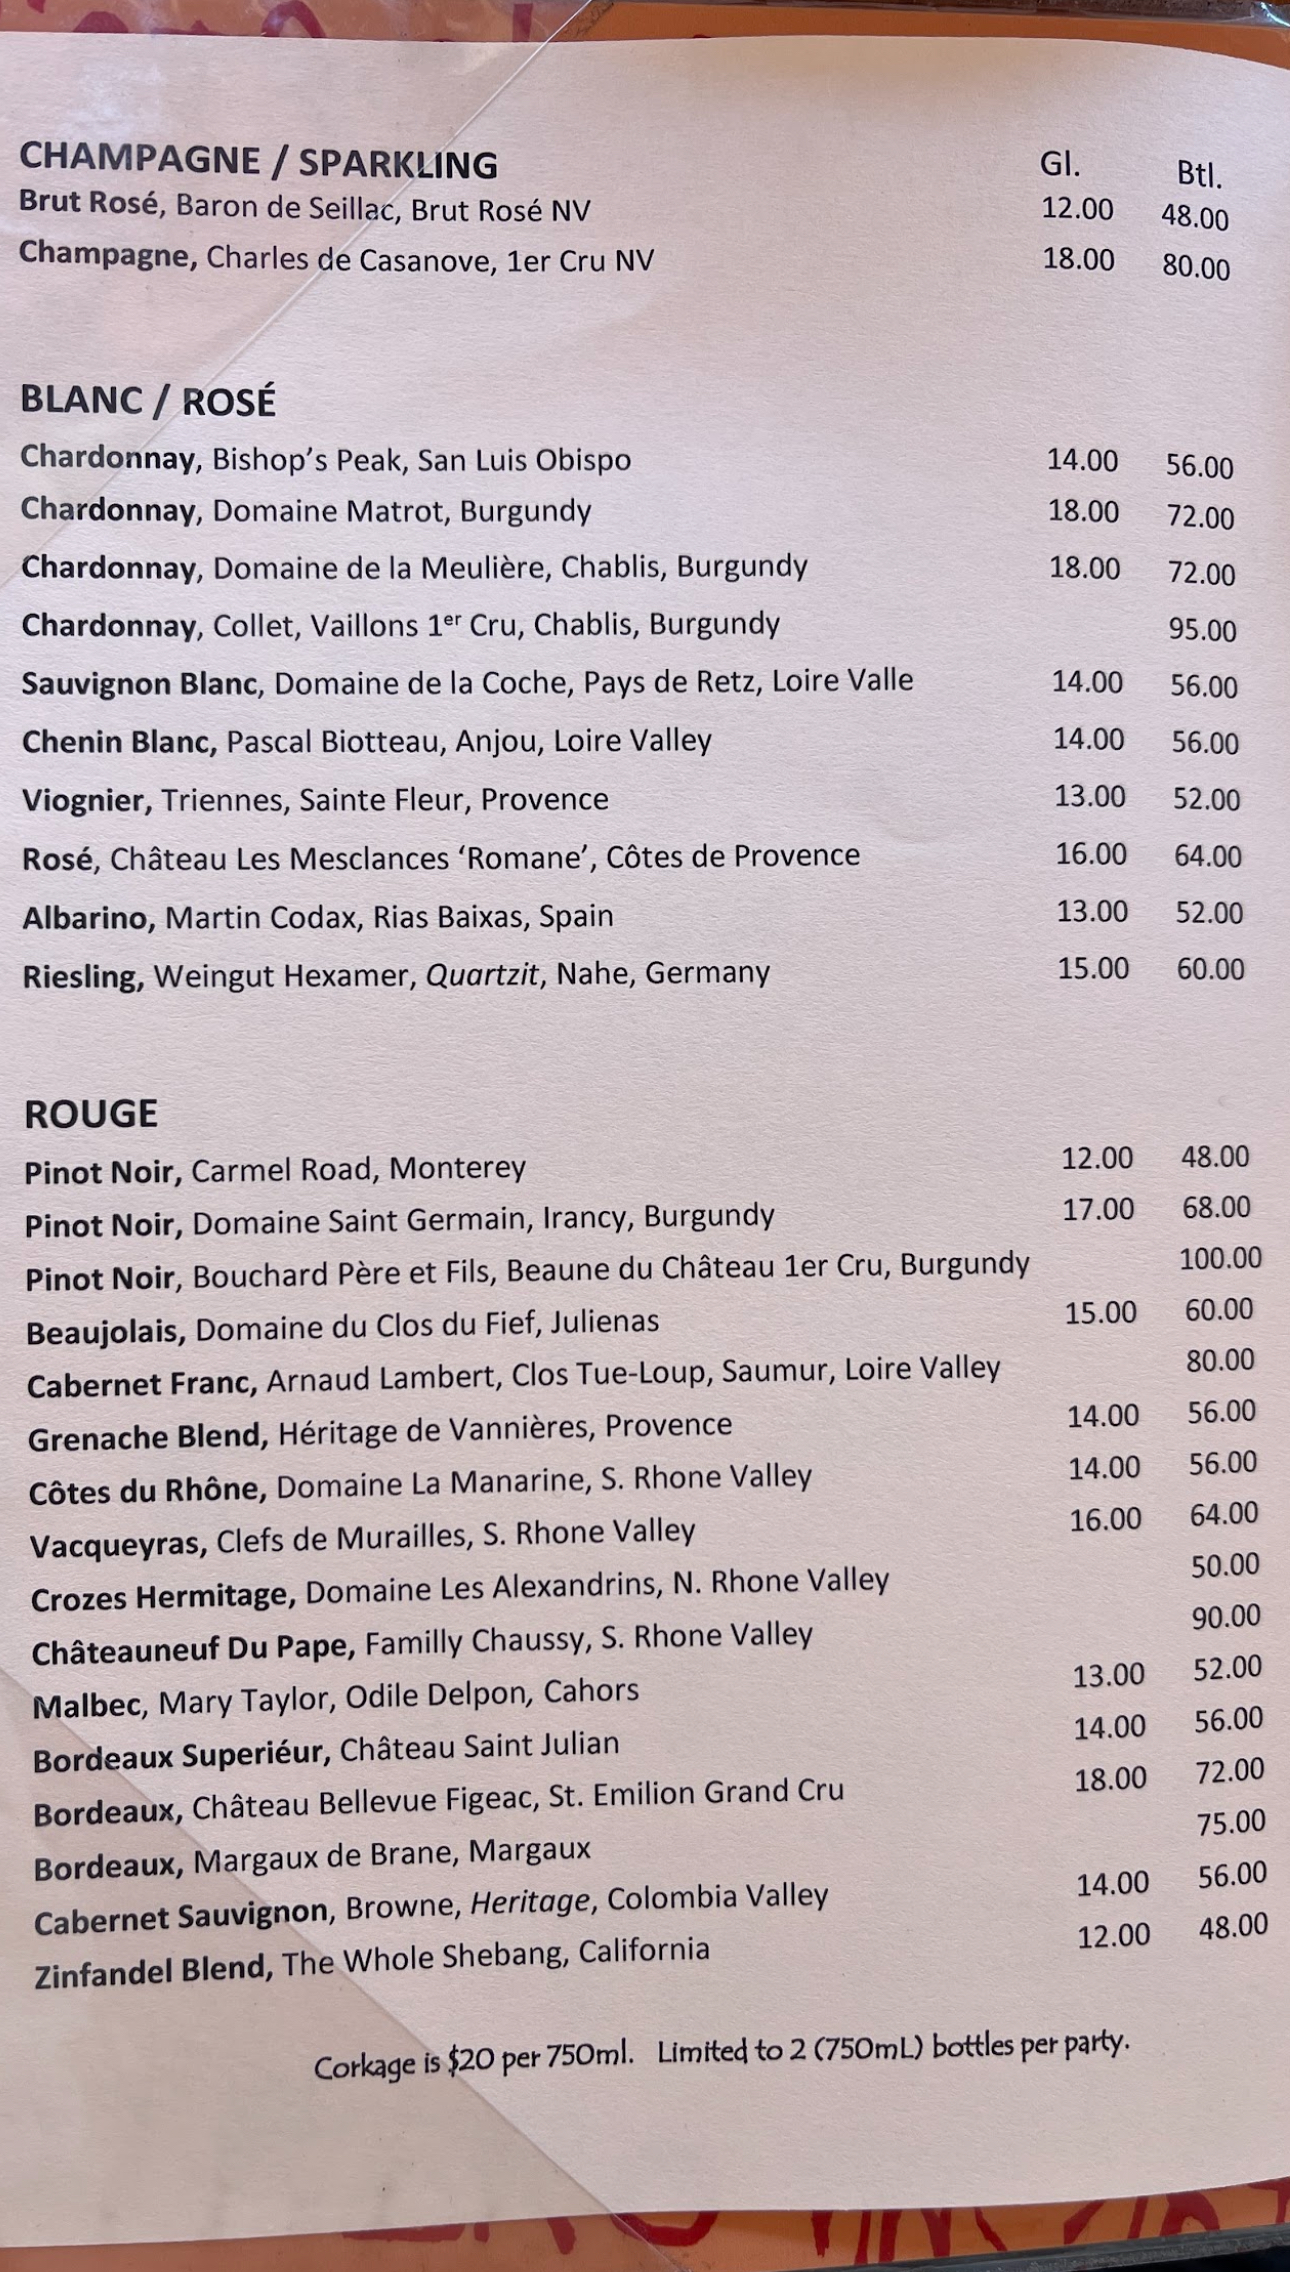 CHAMPAGNE / SPARKLING Gl. Btl.
Brut Rosé, Baron de Seillac, Brut Rosé NV 12.00 48.00
Champagne, Charles de Casanove, 1er Cru NV 18.00 80.00
BLANC / ROSÉ
Chardonnay, Bishop’s Peak, San Luis Obispo 14.00 56.00
Chardonnay, Domaine Matrot, Burgundy 18.00 72.00
Chardonnay, Domaine de la Meulière, Chablis, Burgundy 18.00 72.00
Chardonnay, Collet, Vaillons 1er Cru, Chablis, Burgundy 95.00
Sauvignon Blanc, Domaine de la Coche, Pays de Retz, Loire Valle 14.00 56.00
Chenin Blanc, Pascal Biotteau, Anjou, Loire Valley 14.00 56.00
Viognier, Triennes, Sainte Fleur, Provence 13.00 52.00
Rosé, Château Les Mesclances ‘Romane’, Côtes de Provence 16.00 64.00
Albarino, Martin Codax, Rias Baixas, Spain 13.00 52.00
Riesling, Weingut Hexamer, Quartzit, Nahe, Germany 15.00 60.00
ROUGE
Pinot Noir, Carmel Road, Monterey 12.00 48.00
Pinot Noir, Domaine Saint Germain, Irancy, Burgundy 17.00 68.00
Pinot Noir, Bouchard Père et Fils, Beaune du Château 1er Cru, Burgundy 100.00
Beaujolais, Domaine du Clos du Fief, Julienas 15.00 60.00
Cabernet Franc, Arnaud Lambert, Clos Tue-Loup, Saumur, Loire Valley 80.00
Grenache Blend, Héritage de Vannières, Provence 14.00 56.00
Côtes du Rhône, Domaine La Manarine, S. Rhone Valley 14.00 56.00
Vacqueyras, Clefs de Murailles, S. Rhone Valley 16.00 64.00
Crozes Hermitage, Domaine Les Alexandrins, N. Rhone Valley 50.00
Châteauneuf Du Pape, Familly Chaussy, S. Rhone Valley 90.00
Malbec, Mary Taylor, Odile Delpon, Cahors 13.00 52.00
Bordeaux Superiéur, Château Saint Julian 14.00 56.00
Bordeaux, Château Bellevue Figeac, St. Emilion Grand Cru 18.00 72.00
Bordeaux, Margaux de Brane, Margaux 75.00
Cabernet Sauvignon, Browne, Heritage, Colombia Valley 14.00 56.00
Zinfandel Blend, The Whole Shebang, California 12.00 48.00
Corkage is $20 per 750ml. Limited to 2 (750mL) bottles per party.